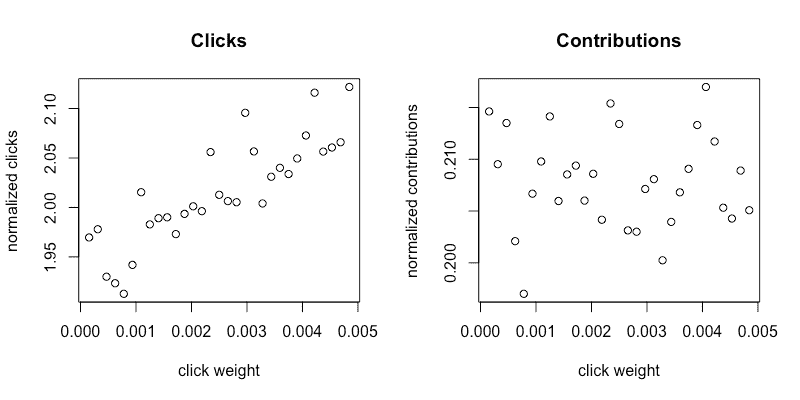 Clicks
normalized clicks
2.10
2.05
2.00
1.95
0.000 0.001 0.002 0.003 0.004 0.005
click weight
Contributions
normalized contributions
0.210
0.200
0.000 0.001 0.002 0.003 0.004 0.005
click weight